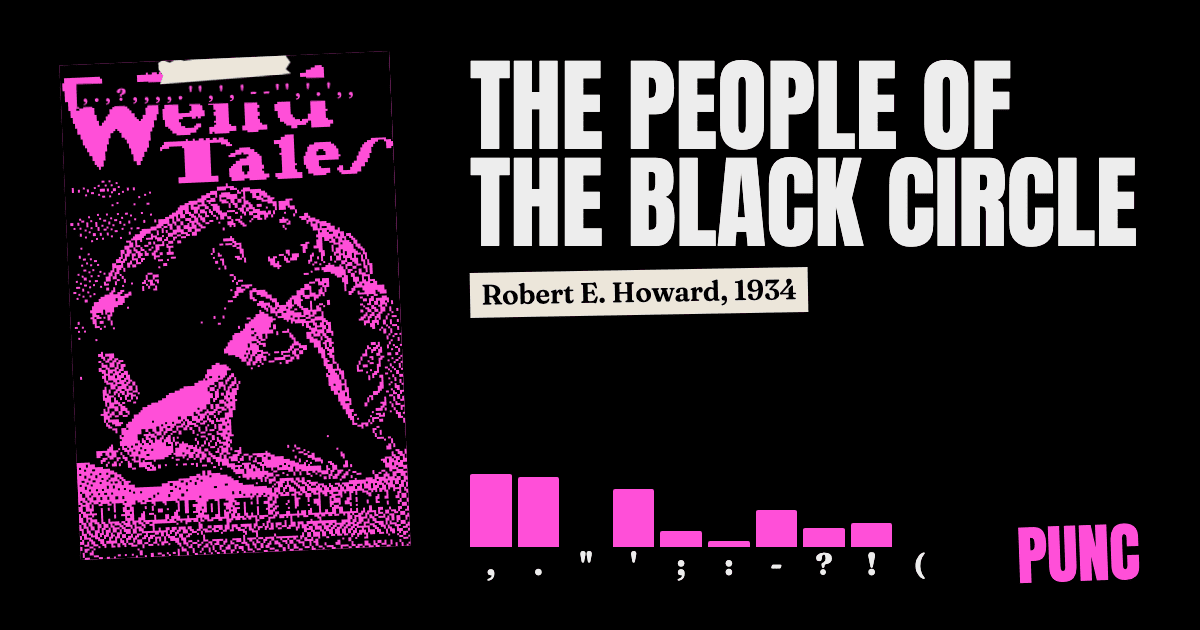 Weird
Tales
THE PEOPLE OF THE BLACK CIRCLE
THE PEOPLE OF
THE BLACK CIRCLE
Robert E. Howard, 1934
, . " ' ; : - ? ! (
PUNC